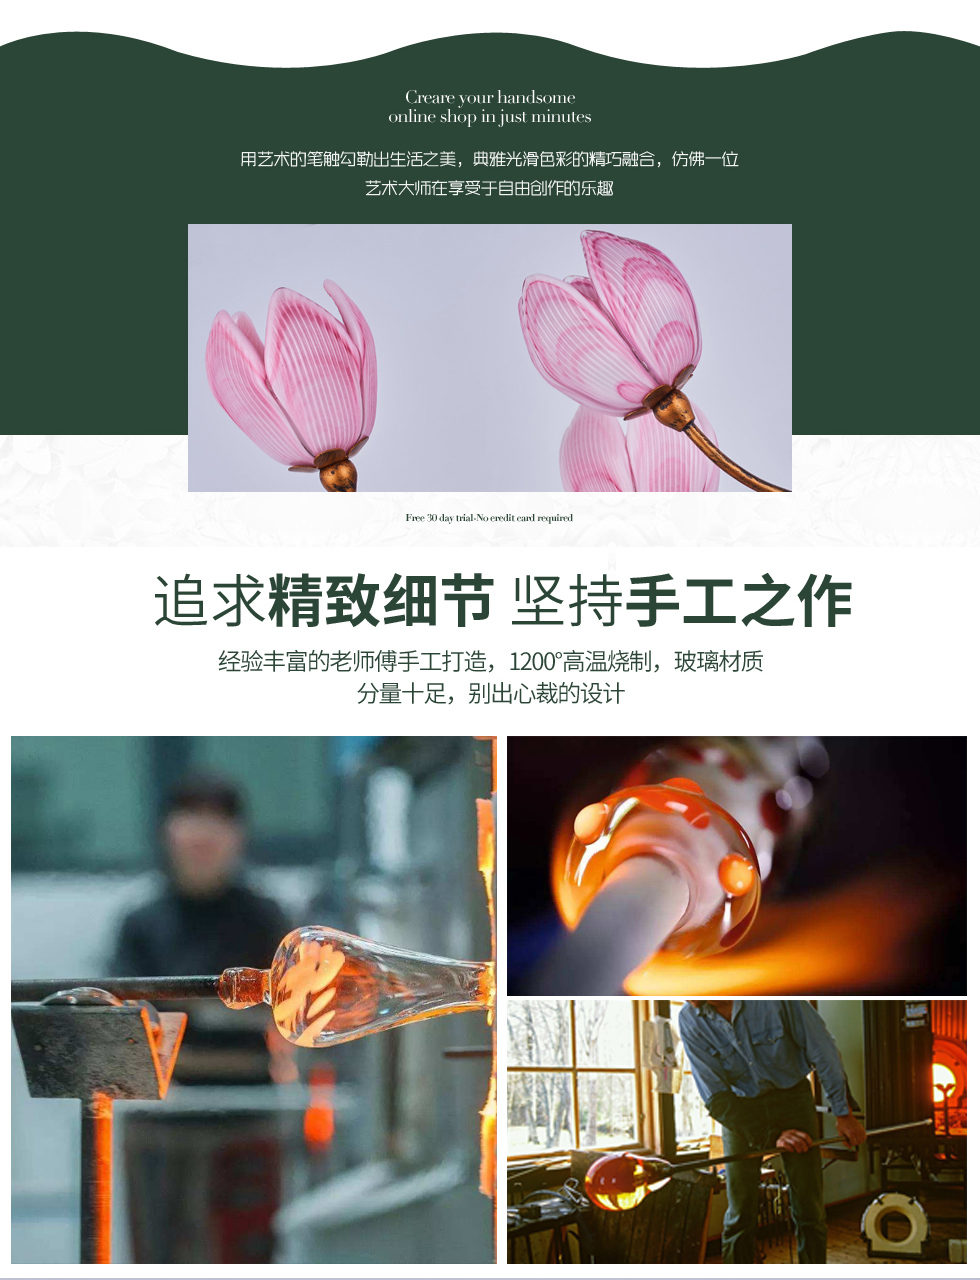 Creare your handsome
online shop in just minutes
用艺术的笔触勾勒出生活之美，典雅光滑色彩的精巧融合，仿佛一位
艺术大师在享受于自由创作的乐趣
Free 30 day trial-No credit card required
追求精致细节 坚持手工之作
经验丰富的老师傅手工打造，1200°高温烧制，玻璃材质
分量十足，别出心裁的设计